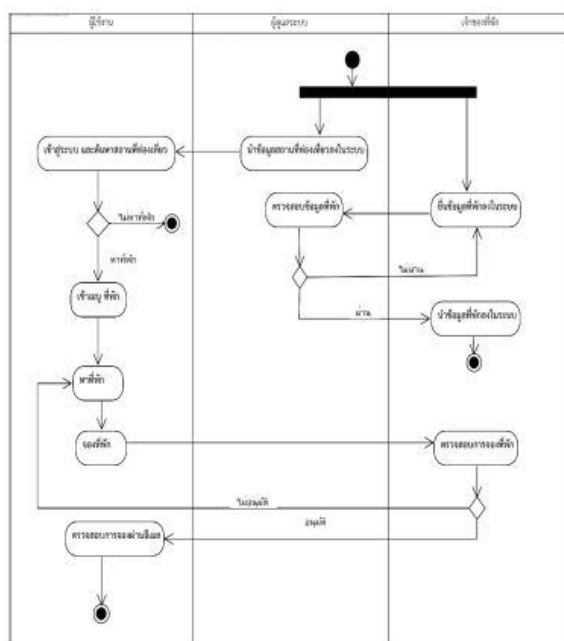 ผู้ใช้งาน
ผู้ดูแลระบบ
เจ้าของที่พัก
เข้าสู่ระบบ และค้นหาสถานที่ท่องเที่ยว
นำข้อมูลสถานที่ท่องเที่ยวลงในระบบ
ตรวจสอบข้อมูลที่พัก
ยื่นข้อมูลที่พักลงในระบบ
ไม่หาที่พัก
หาที่พัก
ไม่ผ่าน
เข้าเมนู ที่พัก
ผ่าน
นำข้อมูลที่พักลงในระบบ
หาที่พัก
จองที่พัก
ตรวจสอบการจองที่พัก
ไม่อนุมัติ
อนุมัติ
ตรวจสอบการจองผ่านอีเมล